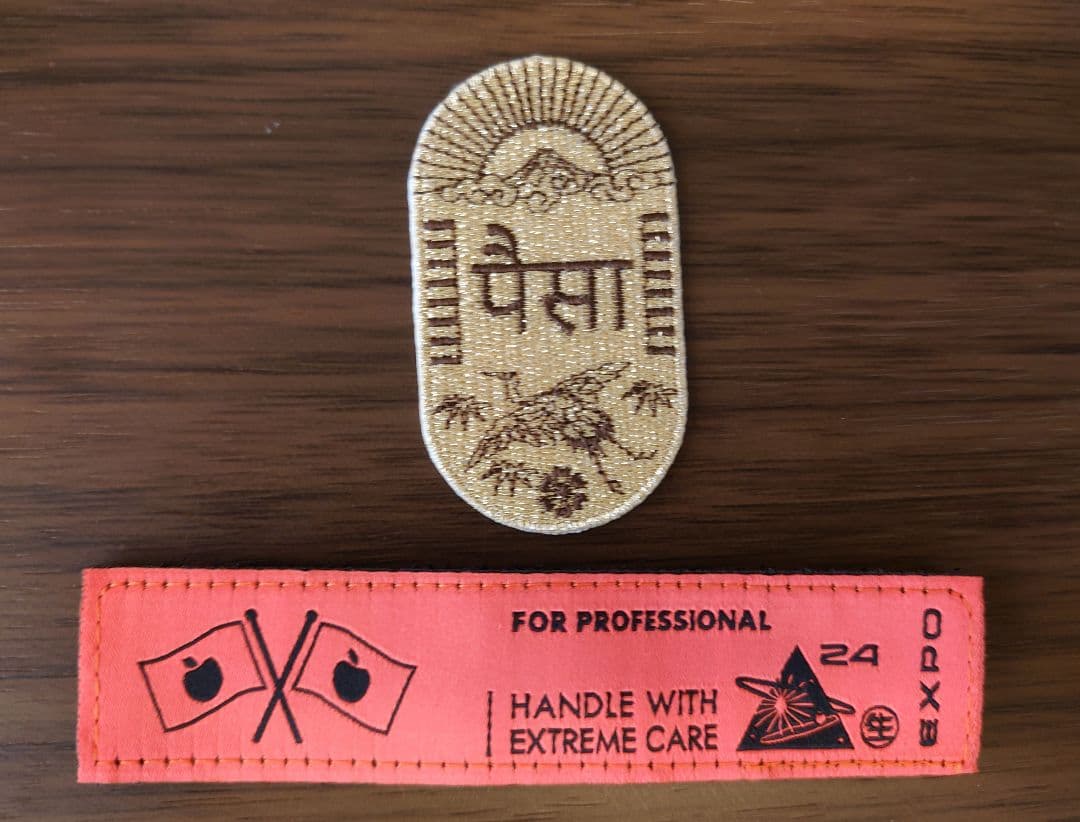 पैसा
FOR PROFESSIONAL
HANDLE WITH
EXTREME CARE
24
生
EXPO